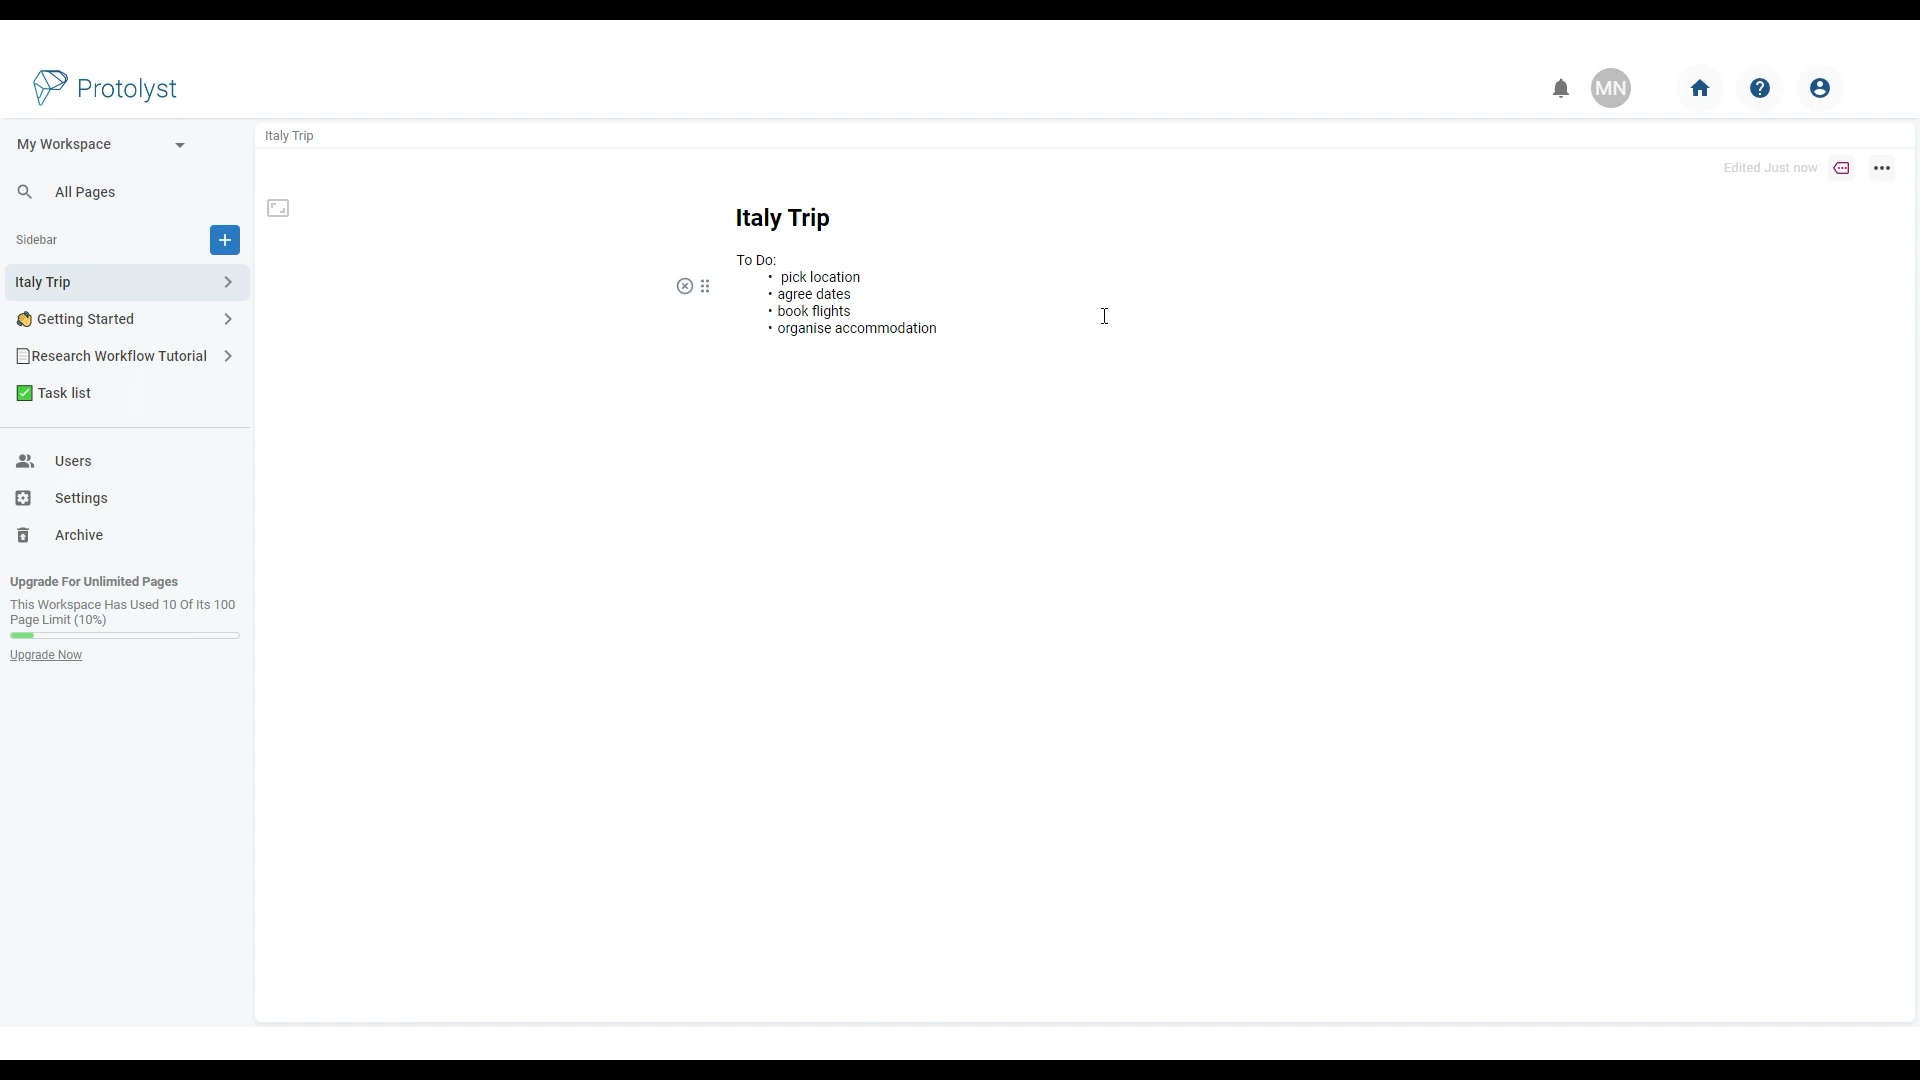 Protolyst
MN
My Workspace
Italy Trip
Edited Just now
All Pages
Sidebar
Italy Trip
Getting Started
Research Workflow Tutorial
Task list
Users
Settings
Archive
Upgrade For Unlimited Pages
This Workspace Has Used 10 Of Its 100
Page Limit (10%)
Upgrade Now
Italy Trip
To Do:
• pick location
• agree dates
• book flights
• organise accommodation